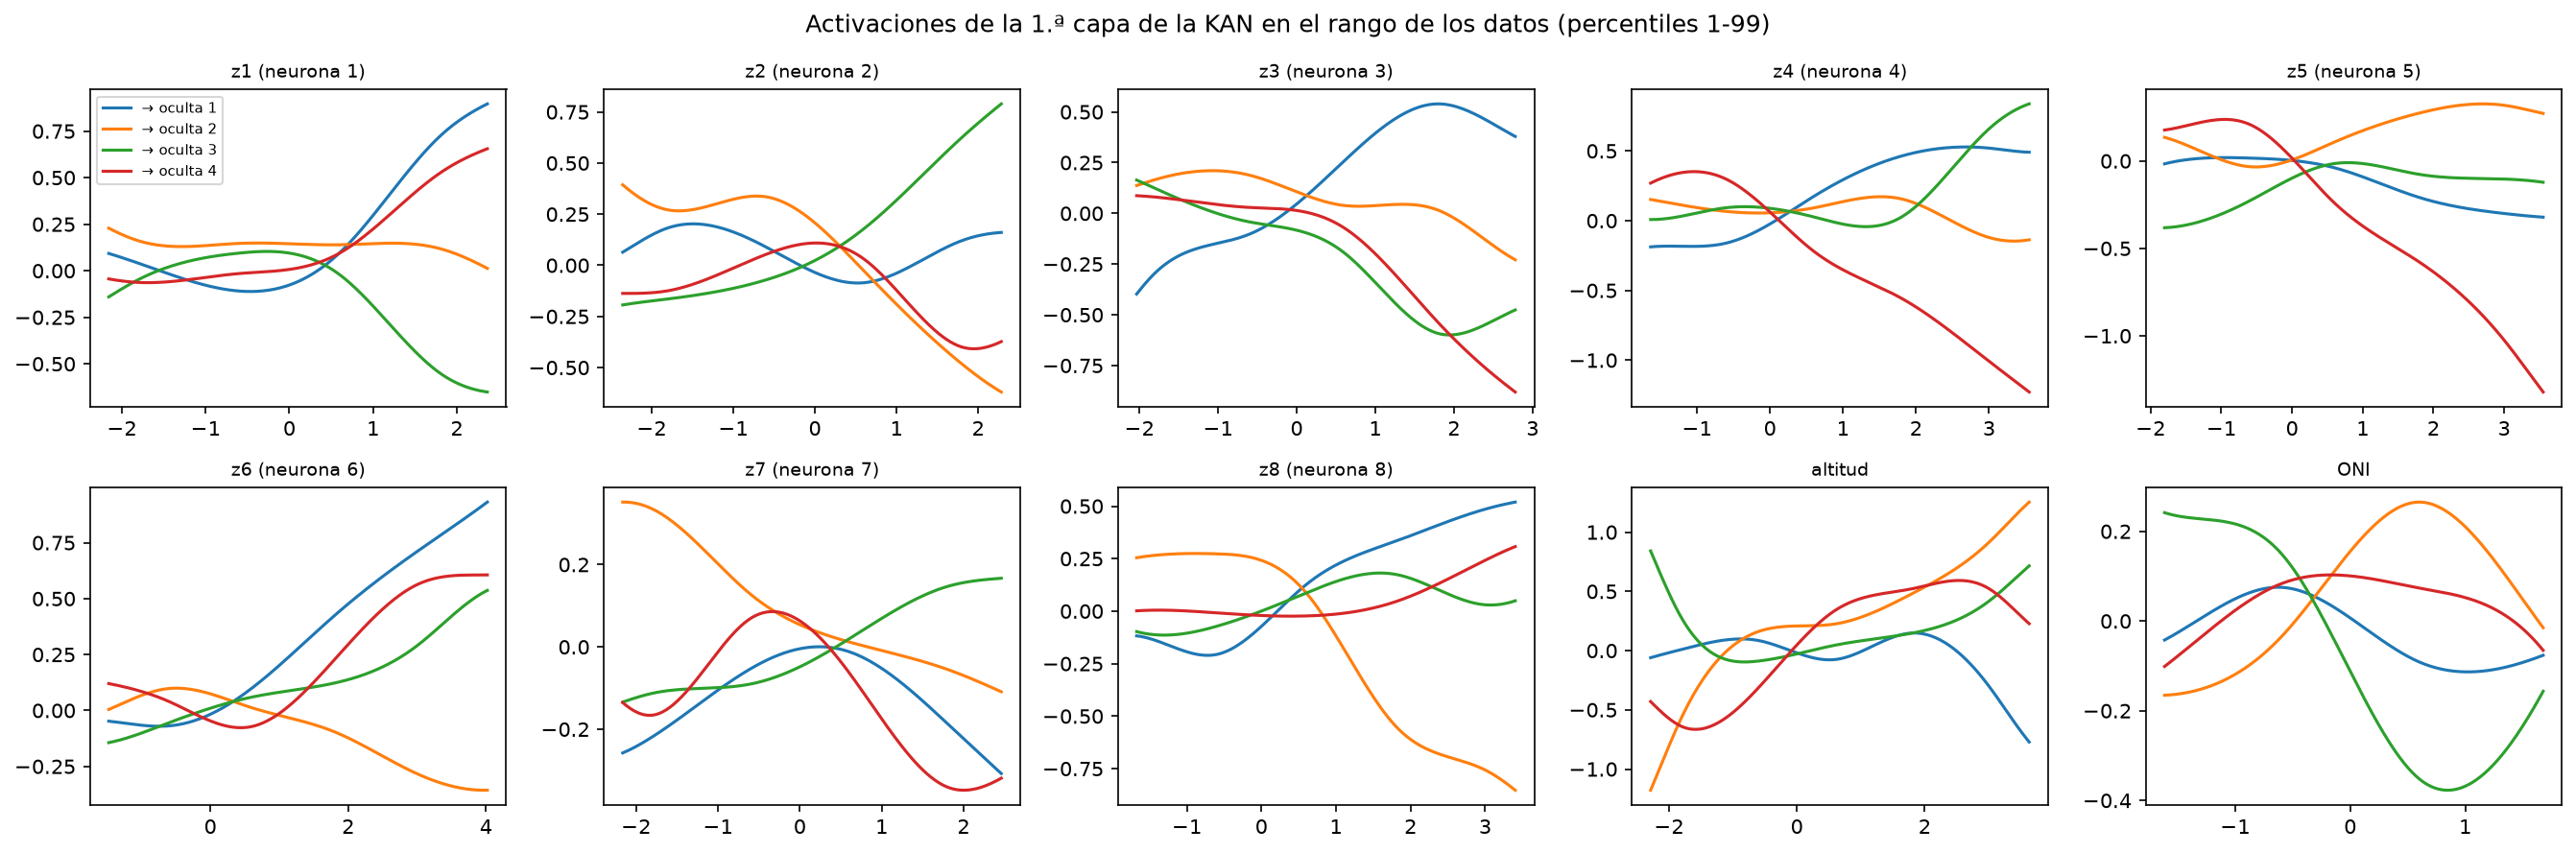 Activaciones de la 1.ª capa de la KAN en el rango de los datos (percentiles 1-99)
z1 (neurona 1)
z2 (neurona 2)
z3 (neurona 3)
z4 (neurona 4)
z5 (neurona 5)
→ oculta 1
→ oculta 2
→ oculta 3
→ oculta 4
0.75
0.50
0.25
0.00
−0.25
−0.50
−2 −1 0 1 2
0.75
0.50
0.25
0.00
−0.25
−0.50
−2 −1 0 1 2
0.50
0.25
0.00
−0.25
−0.50
−0.75
−2 −1 0 1 2 3
0.5
0.0
−0.5
−1.0
−1 0 1 2 3
0.0
−0.5
−1.0
−2 −1 0 1 2 3
z6 (neurona 6)
z7 (neurona 7)
z8 (neurona 8)
altitud
ONI
0.75
0.50
0.25
0.00
−0.25
0 2 4
0.2
0.0
−0.2
−2 −1 0 1 2
0.50
0.25
0.00
−0.25
−0.50
−0.75
−1 0 1 2 3
1.0
0.5
0.0
−0.5
−1.0
−2 0 2
0.2
0.0
−0.2
−0.4
−1 0 1